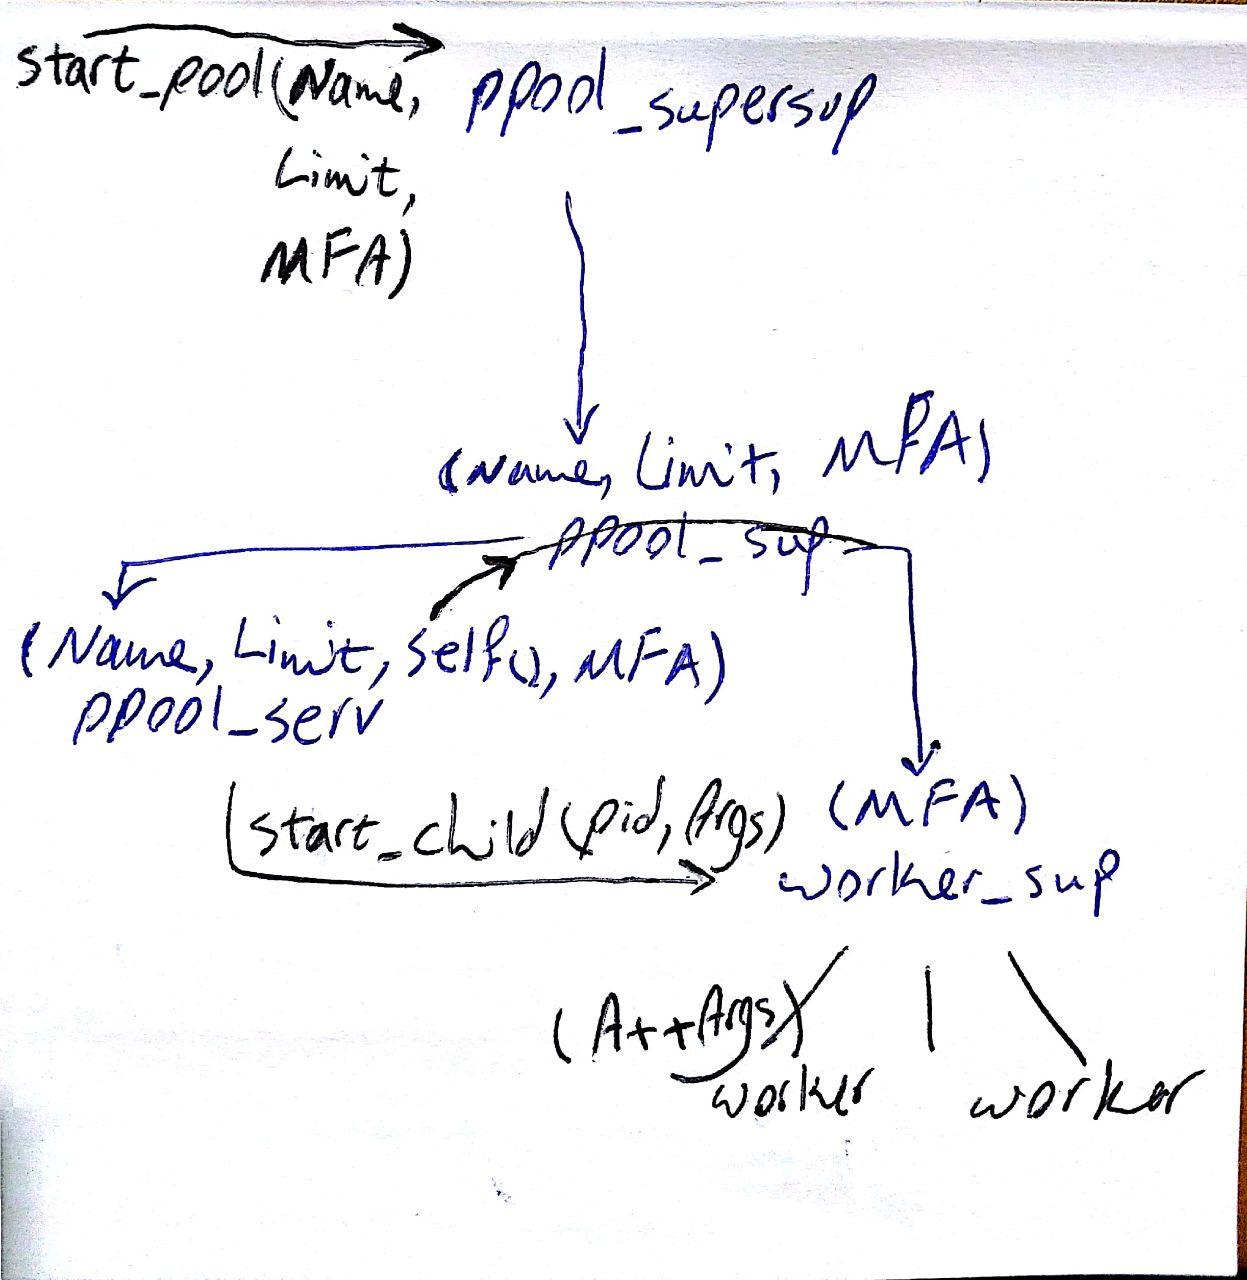 start_pool(Name,
Limit,
MFA)
ppool_supersup
(Name, Limit, MFA)
ppool_sup
(Name, Limit, self(), MFA)
ppool_serv
start_child(pid, Args)
(MFA)
worker_sup
(A++Args)
worker
worker